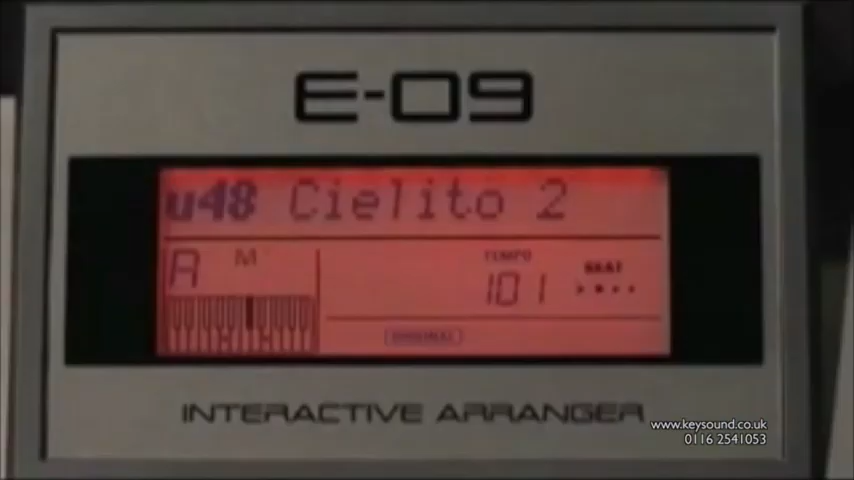 E-09
u48 Cielito 2
A M
TEMPO
101
BEAT
ORIGINAL
INTERACTIVE ARRANGER
www.keysound.co.uk
0116 2541053